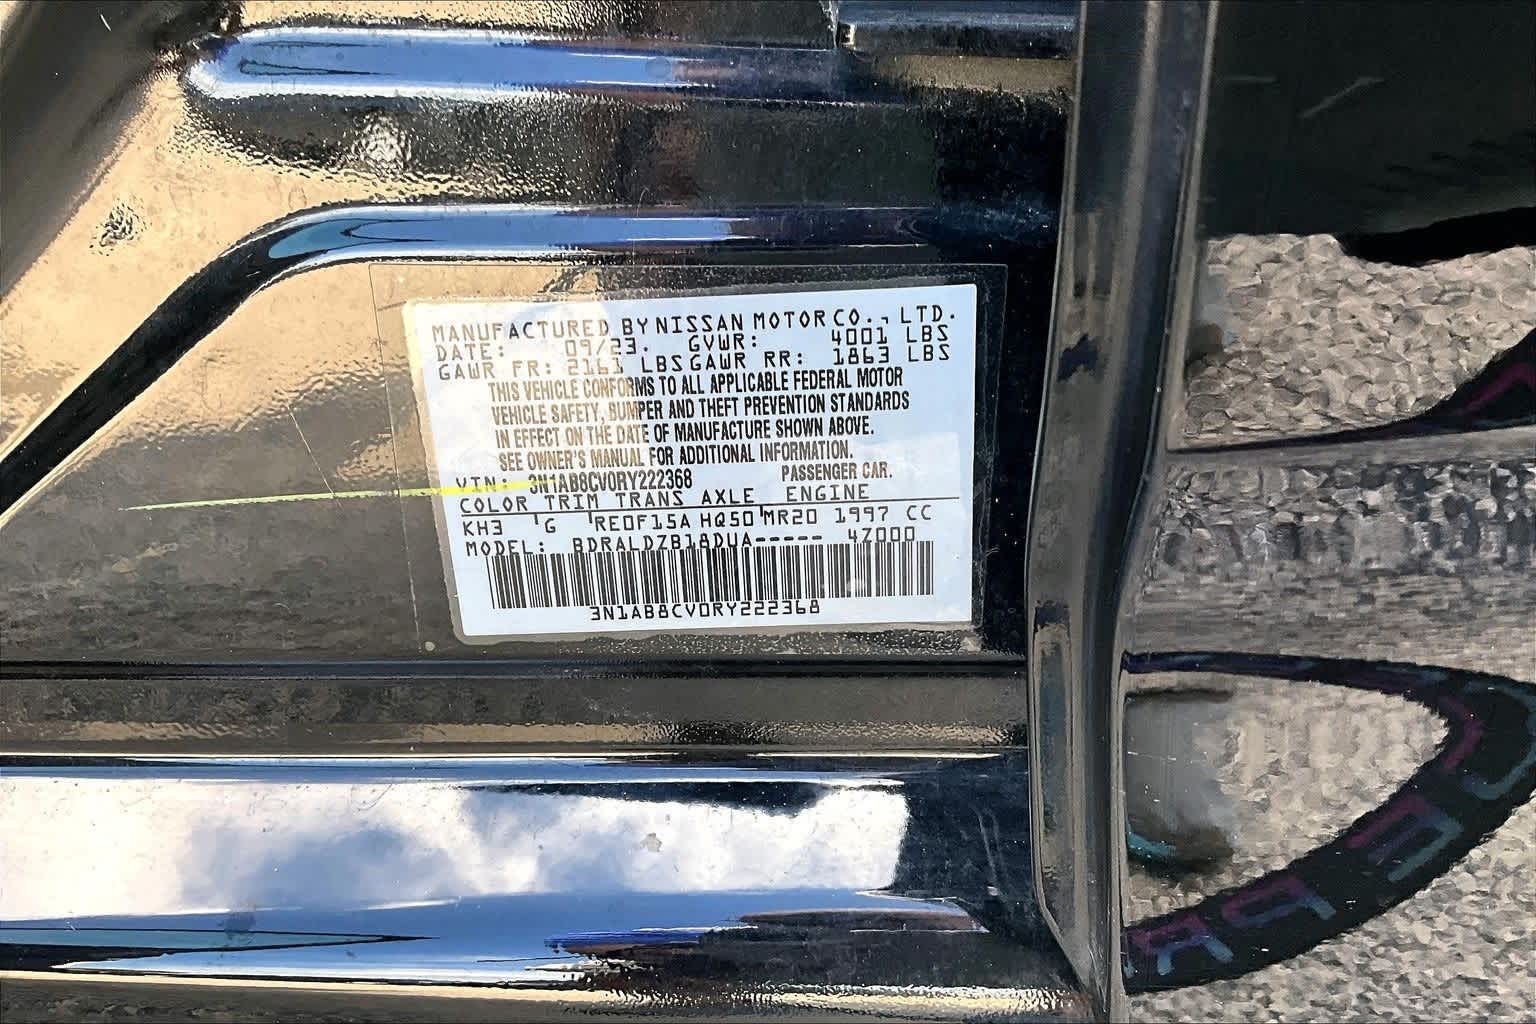 MANUFACTURED BY NISSAN MOTOR CO., LTD.
DATE: 09/23. GVWR: 4001 LBS
GAWR FR: 2161 LBS GAWR RR: 1863 LBS
THIS VEHICLE CONFORMS TO ALL APPLICABLE FEDERAL MOTOR
VEHICLE SAFETY, BUMPER AND THEFT PREVENTION STANDARDS
IN EFFECT ON THE DATE OF MANUFACTURE SHOWN ABOVE.
SEE OWNER'S MANUAL FOR ADDITIONAL INFORMATION.
VIN: 3N1AB8CV0RY222368 PASSENGER CAR.
COLOR TRIM TRANS AXLE ENGINE
KH3 G RE0F15A HQ50 MR20 1997 CC
MODEL: BDRALDZB18DUA----- 4Z000
3N1AB8CV0RY222368